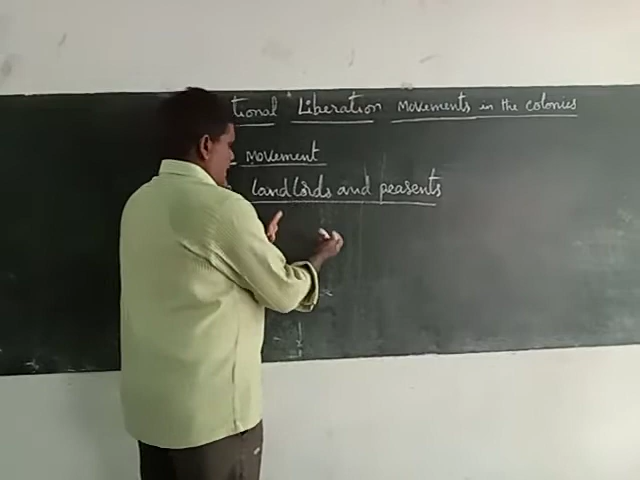 tional Liberation Movements in the colonies
Movement
landlords and peasents